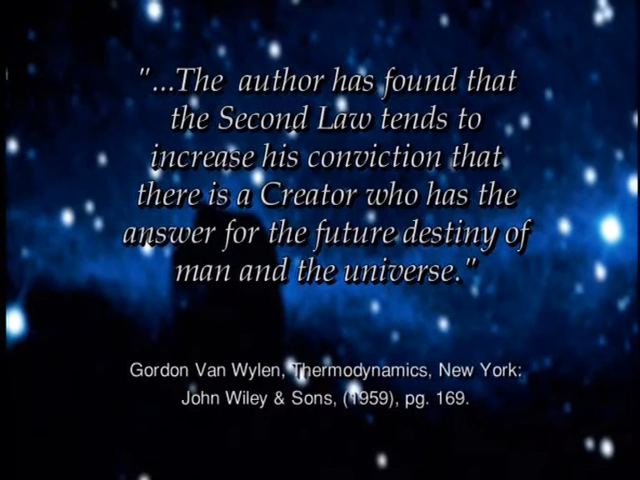 "...The author has found that
the Second Law tends to
increase his conviction that
there is a Creator who has the
answer for the future destiny of
man and the universe."
Gordon Van Wylen, Thermodynamics, New York:
John Wiley & Sons, (1959), pg. 169.